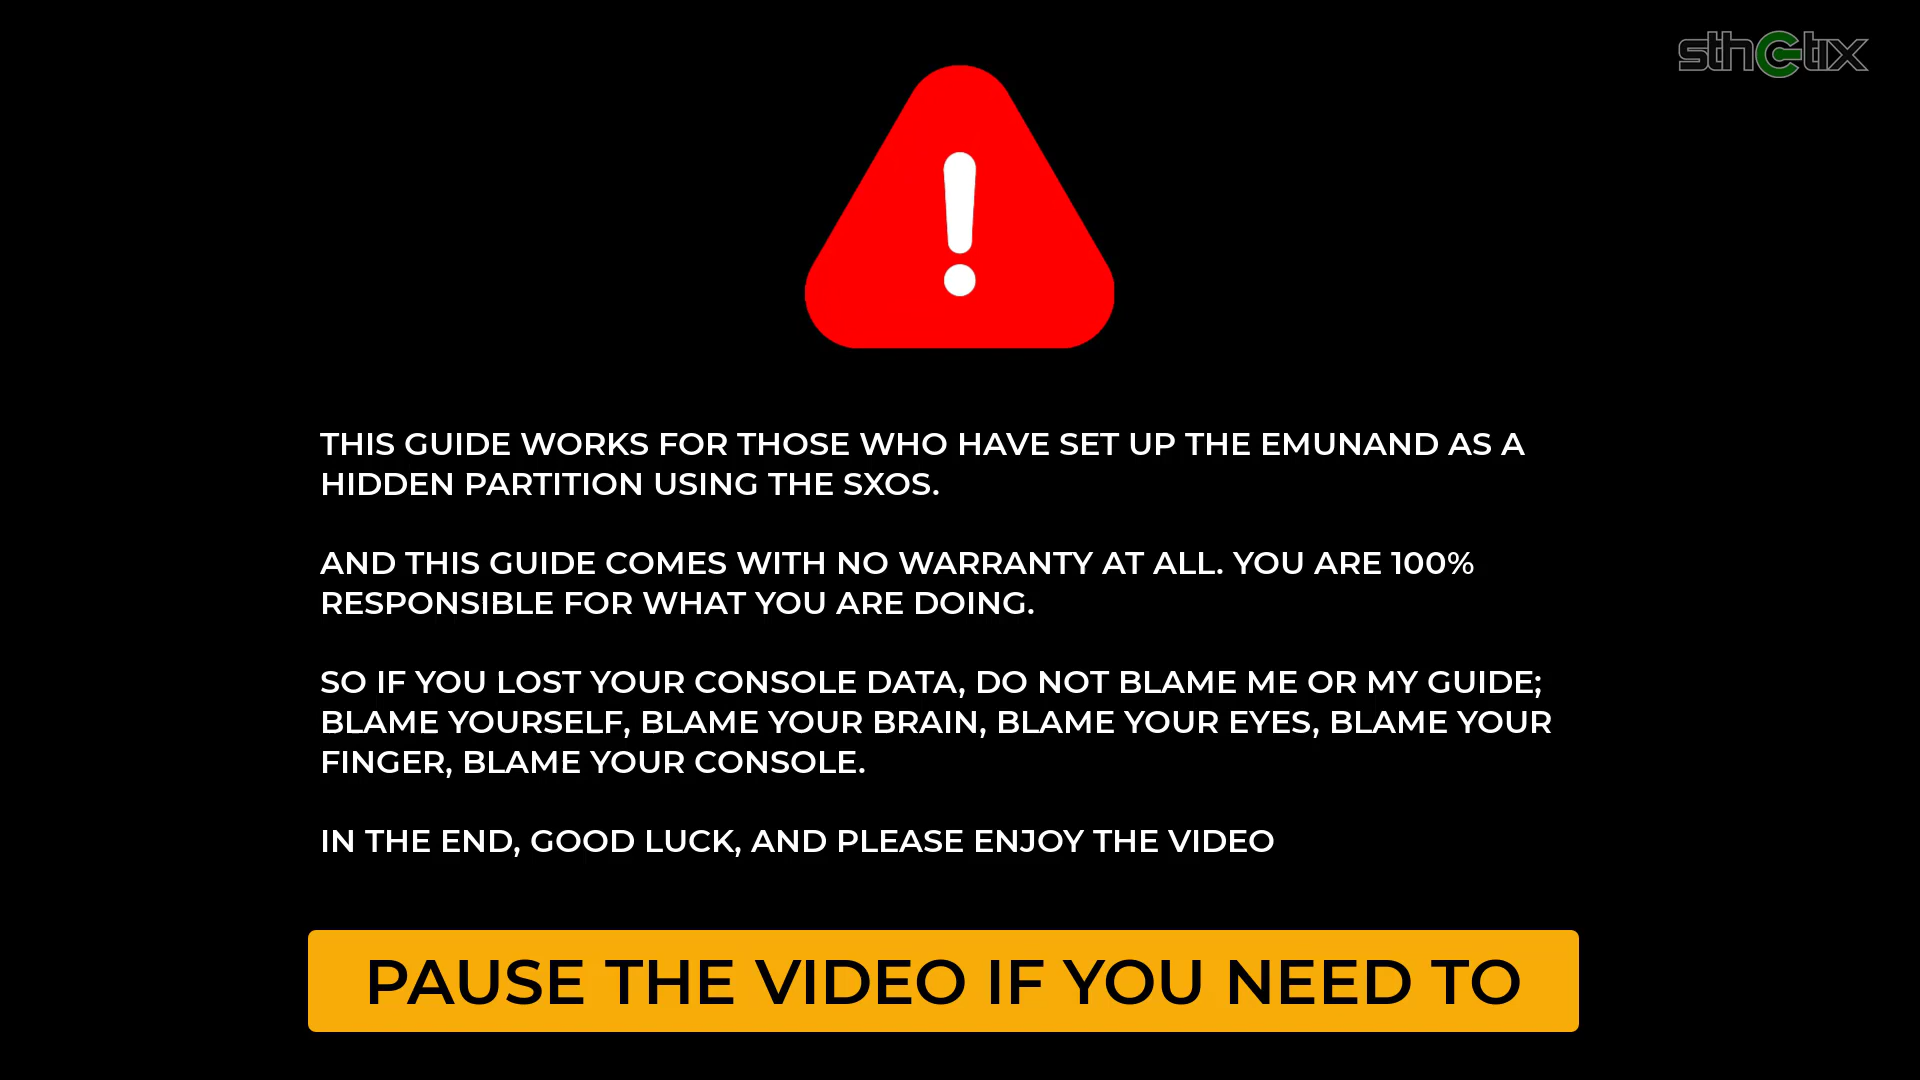 sthetix
!
THIS GUIDE WORKS FOR THOSE WHO HAVE SET UP THE EMUNAND AS A
HIDDEN PARTITION USING THE SXOS.
AND THIS GUIDE COMES WITH NO WARRANTY AT ALL. YOU ARE 100%
RESPONSIBLE FOR WHAT YOU ARE DOING.
SO IF YOU LOST YOUR CONSOLE DATA, DO NOT BLAME ME OR MY GUIDE;
BLAME YOURSELF, BLAME YOUR BRAIN, BLAME YOUR EYES, BLAME YOUR
FINGER, BLAME YOUR CONSOLE.
IN THE END, GOOD LUCK, AND PLEASE ENJOY THE VIDEO
PAUSE THE VIDEO IF YOU NEED TO